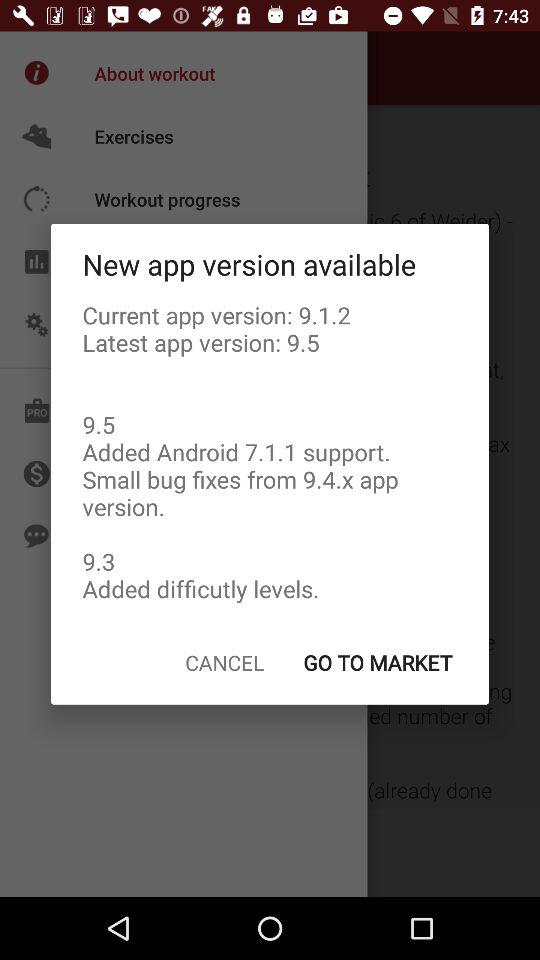 FAKE
7:43
About workout
Exercises
Workout progress
ic 6 of Weider) -
New app version available
Current app version: 9.1.2
Latest app version: 9.5
at,
9.5
PRO
Added Android 7.1.1 support.
ax
Small bug fixes from 9.4.x app
version.
9.3
Added difficutly levels.
e
CANCEL
GO TO MARKET
ng
ed number of
(already done